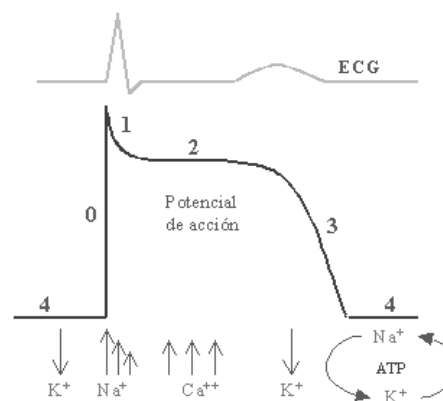 ECG
1
2
0
Potencial
de acción
3
4
4
K⁺
Na⁺
Ca⁺⁺
K⁺
Na⁺
ATP
K⁺